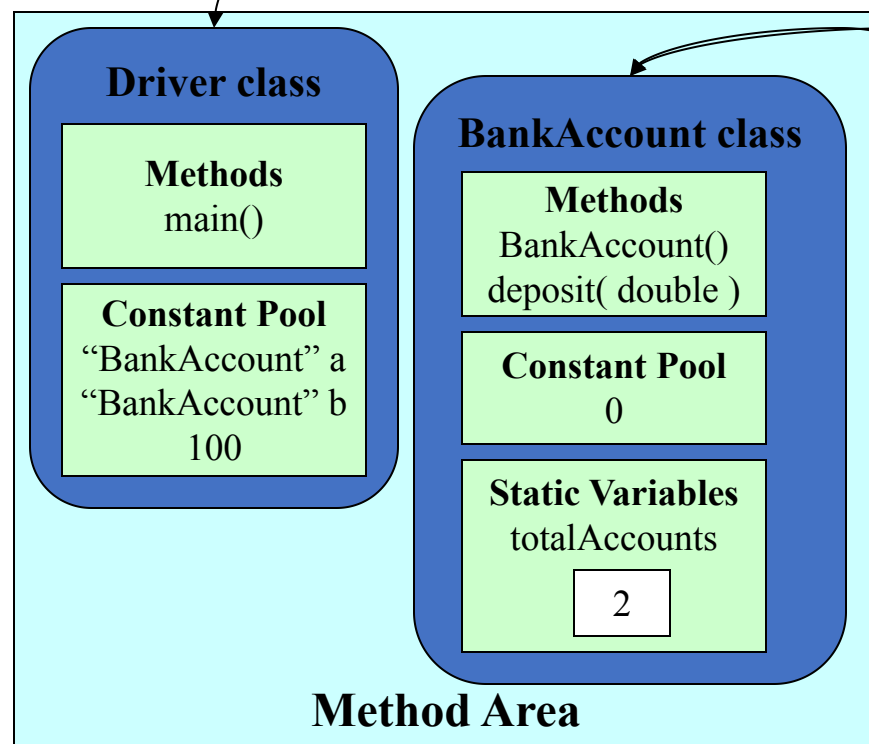 Driver class
Methods
main()
Constant Pool
“BankAccount” a
“BankAccount” b
100
BankAccount class
Methods
BankAccount()
deposit( double )
Constant Pool
0
Static Variables
totalAccounts
2
Method Area